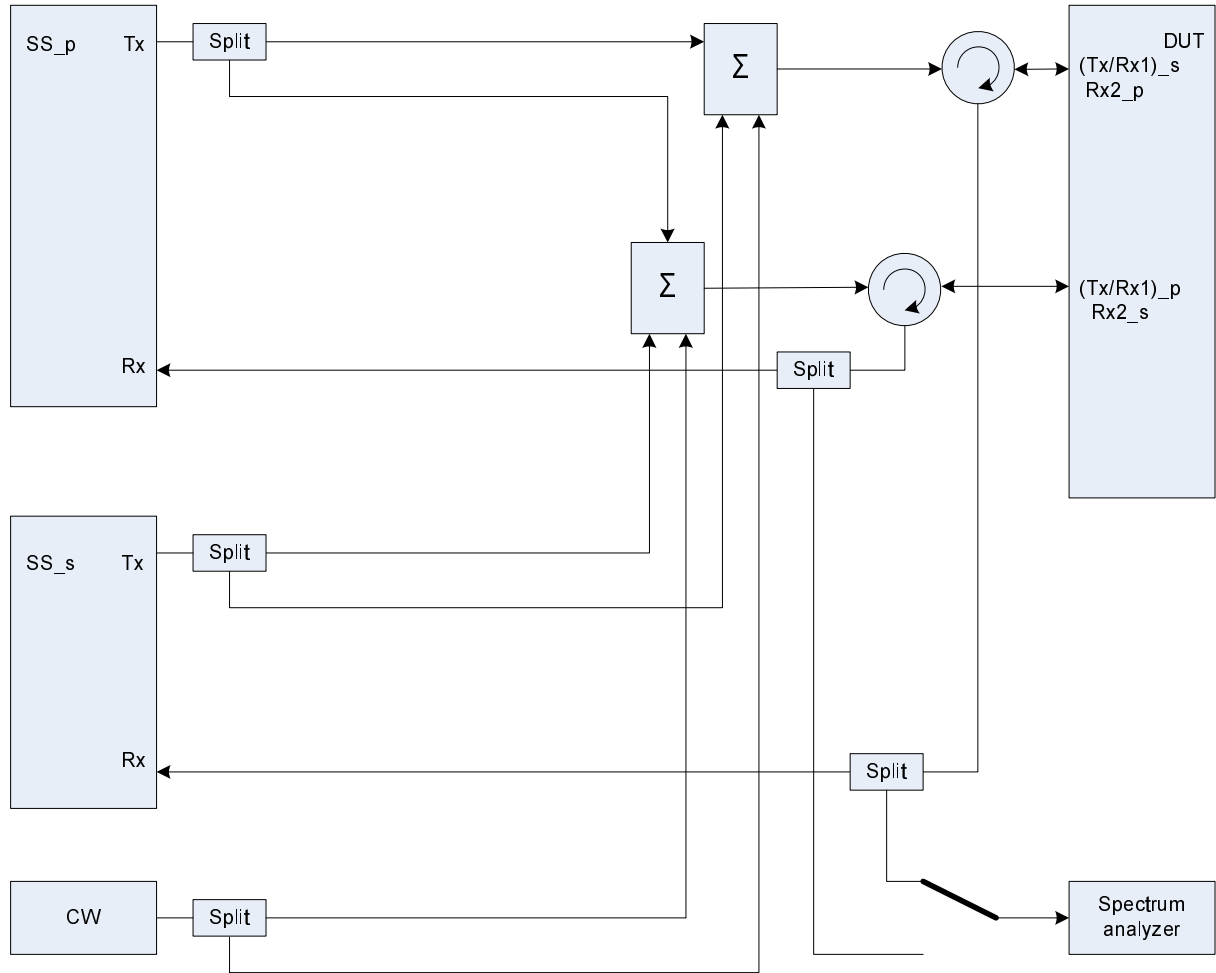 SS_p
Tx
Split
Σ
DUT
(Tx/Rx1)_s
Rx2_p
Σ
(Tx/Rx1)_p
Rx2_s
Rx
Split
SS_s
Tx
Split
Rx
Split
CW
Split
Spectrum
analyzer